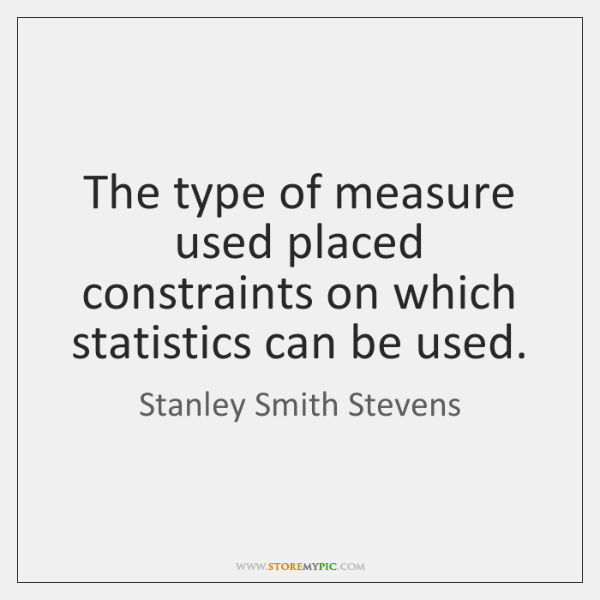 The type of measure
used placed
constraints on which
statistics can be used.
Stanley Smith Stevens
WWW.STOREMYPIC.COM